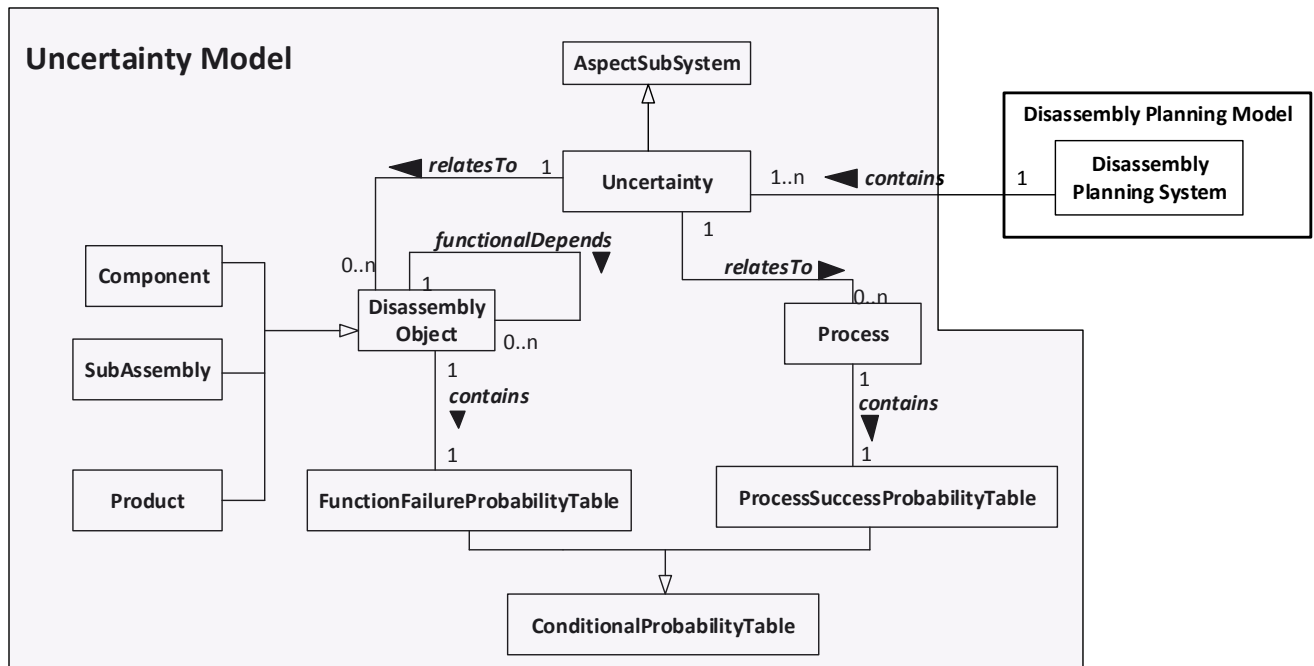 Uncertainty Model
AspectSubSystem
Disassembly Planning Model
Disassembly
Planning System
relatesTo
1
Uncertainty
1..n
contains
1
1
functionalDepends
relatesTo
0..n
1
0..n
Component
Disassembly
Object
0..n
Process
SubAssembly
1
contains
1
1
contains
1
Product
FunctionFailureProbabilityTable
ProcessSuccessProbabilityTable
ConditionalProbabilityTable